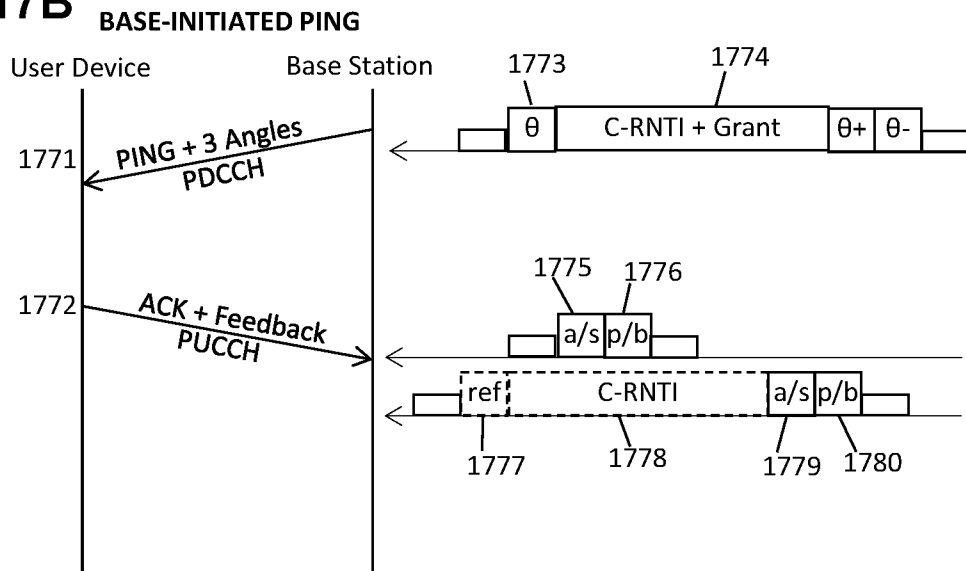 17B
BASE-INITIATED PING
User Device
Base Station
1773
1774
θ
C-RNTI + Grant
θ+
θ-
1771
PING + 3 Angles
PDCCH
1775
1776
1772
ACK + Feedback
PUCCH
a/s
p/b
ref
C-RNTI
a/s
p/b
1777
1778
1779
1780